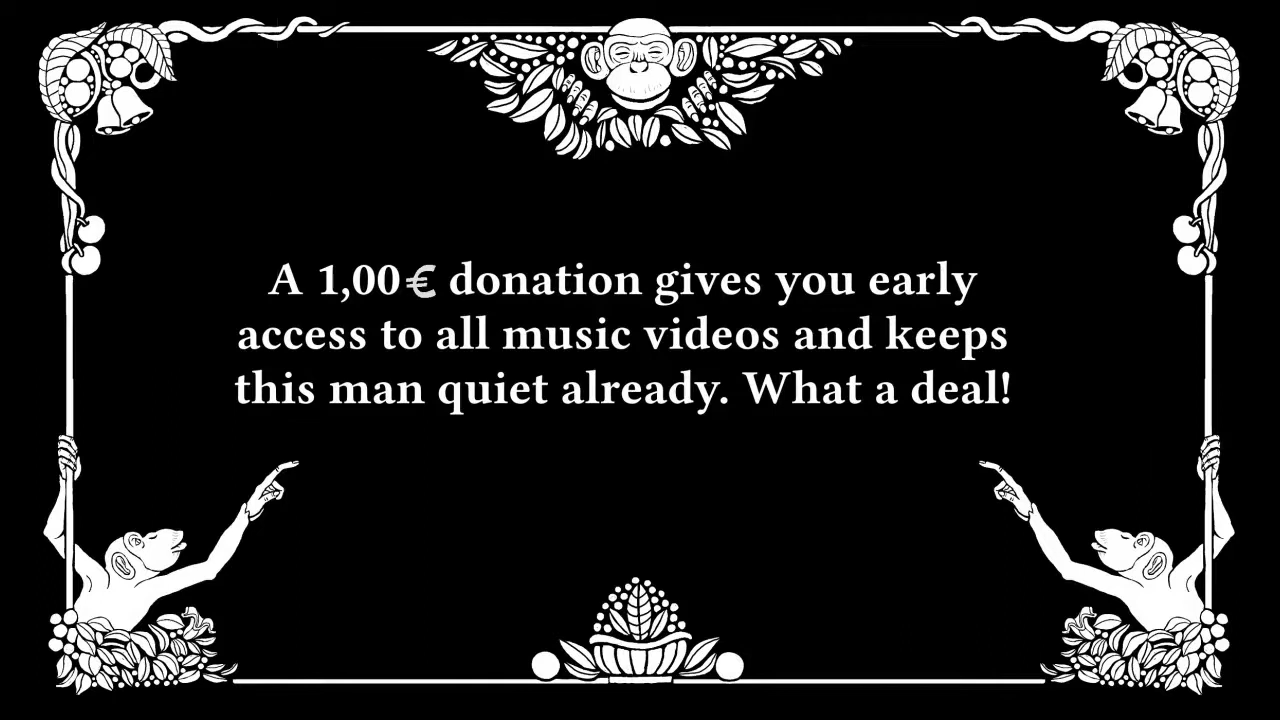 A 1,00€ donation gives you early
access to all music videos and keeps
this man quiet already. What a deal!